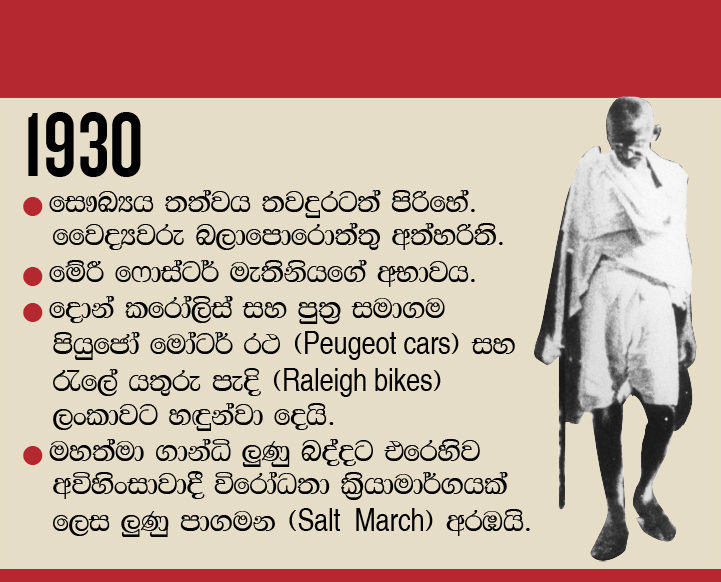 1930
සෞඛ්‍යය තත්වය තවදුරටත් පිරිහේ.
වෛද්‍යවරු බලාපොරොත්තු අත්හරිති.
මේරී ෆොස්ටර් මැතිනියගේ අභාවය.
දොන් කරෝලිස් සහ පුත්‍ර සමාගම
පියුජෝ මෝටර් රථ (Peugeot cars) සහ
රැලේ යතුරු පැදි (Raleigh bikes)
ලංකාවට හඳුන්වා දෙයි.
මහත්මා ගාන්ධි ලුණු බද්දට එරෙහිව
අවිහිංසාවාදී විරෝධතා ක්‍රියාමාර්ගයක්
ලෙස ලුණු පාගමන (Salt March) අරඹයි.